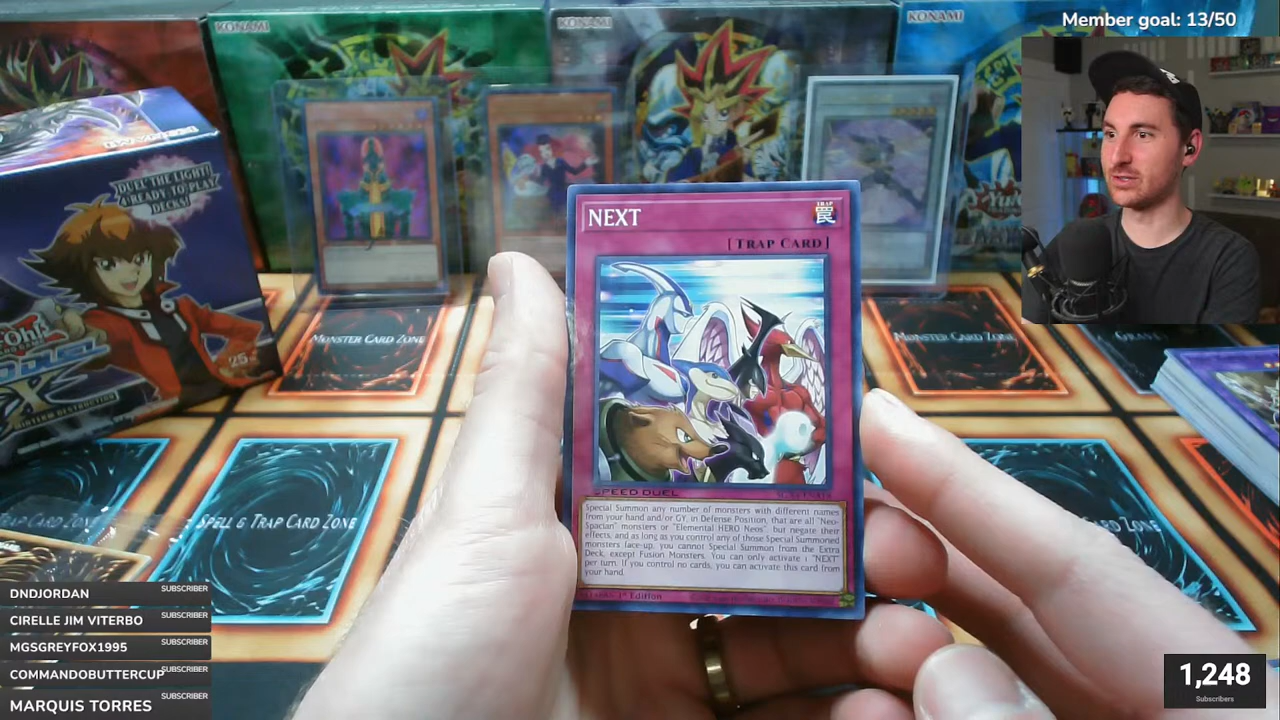 KONAMI
KONAMI
KONAMI
Member goal: 13/50
DUEL THE LIGHT!
4 READY TO PLAY
DECKS!
NEXT
TRAP
罠
[TRAP CARD]
MONSTER CARD ZONE
MONSTER CARD ZONE
SPELL & TRAP CARD ZONE
SPEED DUEL
Special Summon any number of monsters with different names
from your hand and/or GY, in Defense Position, that are all "Neo-
Spacian" monsters or "Elemental HERO Neos", but negate their
effects, and as long as you control any of those Special Summoned
monsters face-up, you cannot Special Summon from the Extra
Deck, except Fusion Monsters. You can only activate 1 "NEXT"
per turn. If you control no cards, you can activate this card from
your hand.
1st Edition
MIDTERM DESTRUCTION
DNDJORDAN SUBSCRIBER
CIRELLE JIM VITERBO SUBSCRIBER
MGSGREYFOX1995 SUBSCRIBER
COMMANDOBUTTERCUP SUBSCRIBER
MARQUIS TORRES SUBSCRIBER
1,248
Subscribers